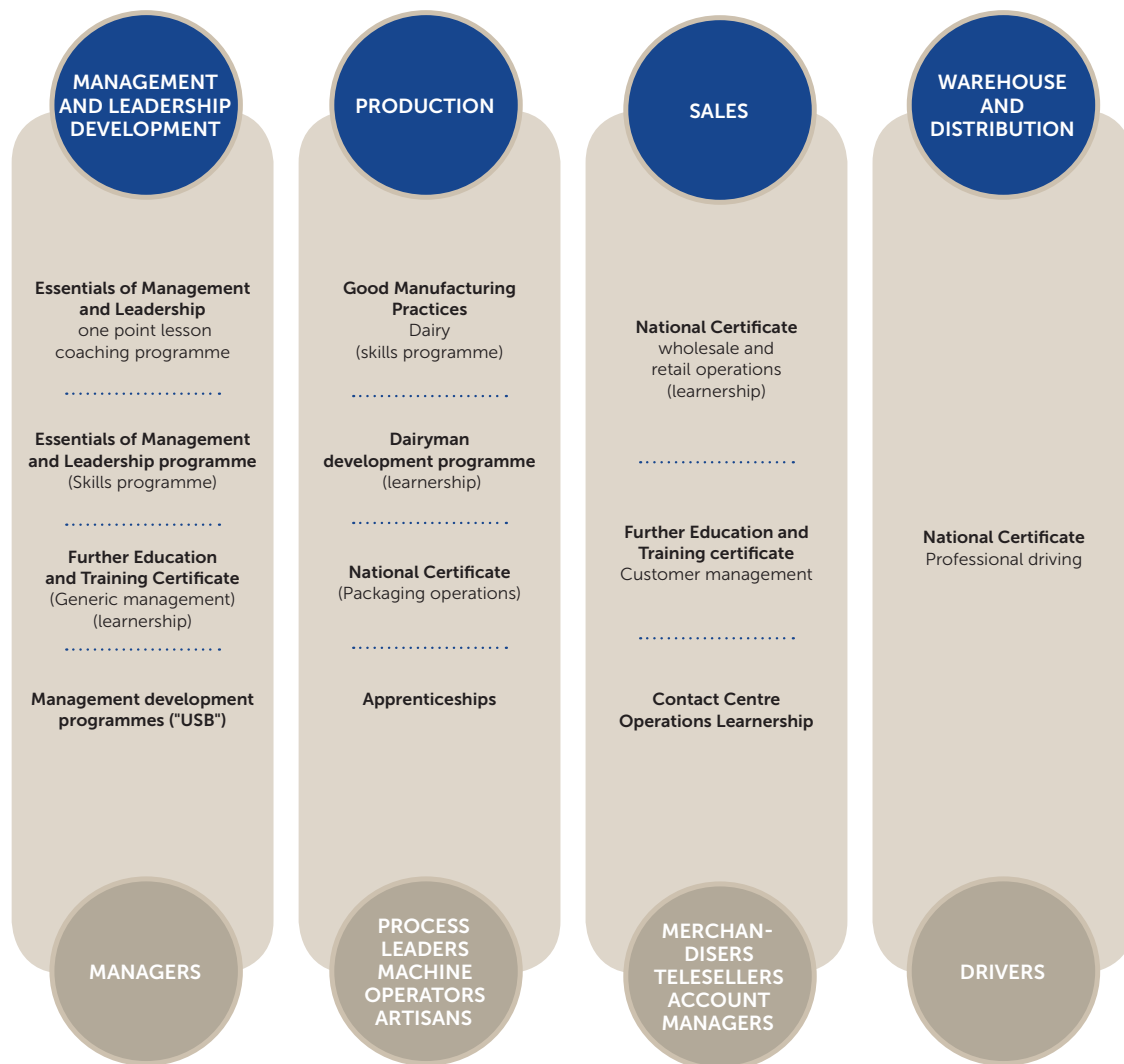 MANAGEMENT
AND LEADERSHIP
DEVELOPMENT
Essentials of Management
and Leadership
one point lesson
coaching programme
Essentials of Management
and Leadership programme
(Skills programme)
Further Education
and Training Certificate
(Generic management)
(learnership)
Management development
programmes ("USB")
MANAGERS
PRODUCTION
Good Manufacturing
Practices
Dairy
(skills programme)
Dairyman
development programme
(learnership)
National Certificate
(Packaging operations)
Apprenticeships
PROCESS
LEADERS
MACHINE
OPERATORS
ARTISANS
SALES
National Certificate
wholesale and
retail operations
(learnership)
Further Education and
Training certificate
Customer management
Contact Centre
Operations Learnership
MERCHAN-
DISERS
TELESELLERS
ACCOUNT
MANAGERS
WAREHOUSE
AND
DISTRIBUTION
National Certificate
Professional driving
DRIVERS